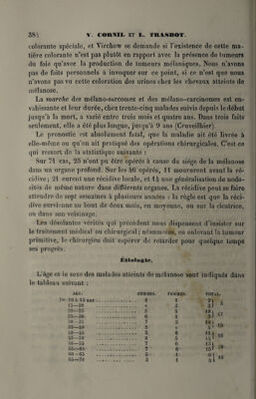 384 V. CORNIL ET L. TRASBOT.
colorante spéciale, et Virchow se demande si l'existence de cette ma-
tière colorante n'est pas plutôt en rapport avec la présence de tumeurs
du foie qu'avec la production de tumeurs mélaniques. Nous n'avons
pas de faits personnels à invoquer sur ce point, si ce n'est que nous
n'avons pas vu cette coloration des urines chez les chevaux atteints de
mélanose.
La marche des mélano-sarcomes et des mélano-carcinomes est en-
vahissante et leur durée, chez trente-cinq malades suivis depuis le début
jusqu'à la mort, a varié entre trois mois et quatre ans. Dans trois faits
seulement, elle a été plus longue, jusqu'à 9 ans (Cruveilhier).
Le pronostic est absolument fatal, que la maladie ait été livrée à
elle-même ou qu'on ait pratiqué des opérations chirurgicales. C'est ce
qui ressort de la statistique suivante :
Sur 71 cas, 25 n'ont pu être opérés à cause du siége de la mélanose
dans un organe profond. Sur les 46 opérés, 11 moururent avant la ré-
cidive; 21 eurent une récidive locale, et 14 une généralisation de nodo-
sités de même nature dans différents organes. La récidive peut se faire
attendre de sept semaines à plusieurs années : la règle est que la réci-
dive survienne au bout de deux mois, en moyenne, ou sur la cicatrice,
ou dans son voisinage.
Les désolantes vérités qui précèdent nous dispensent d'insister sur
le traitement médical ou chirurgical; néanmoins, en enlevant la tumeur
primitive, le chirurgien doit espérer de retarder pour quelque temps
ses progrès.
Étiologie.
L'âge et le sexe des malades atteints de mélanose sont indiqués dans
le tableau suivant :